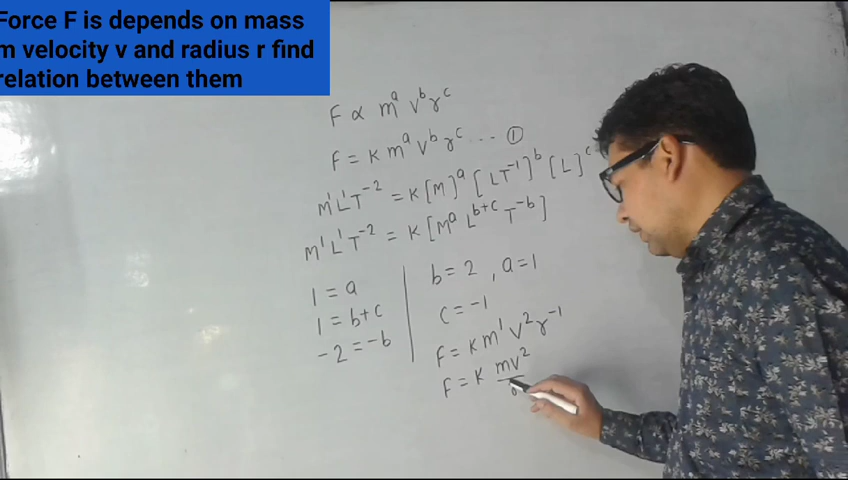 Force F is depends on mass
m velocity v and radius r find
relation between them
F ∝ m^a v^b r^c
F = K m^a v^b r^c ... ①
M^1 L^1 T^-2 = K [M]^a [LT^-1]^b [L]^c
M^1 L^1 T^-2 = K [M^a L^b+c T^-b]
1 = a
1 = b+c
-2 = -b
b = 2 , a = 1
c = -1
F = K m^1 v^2 r^-1
F = K mv^2